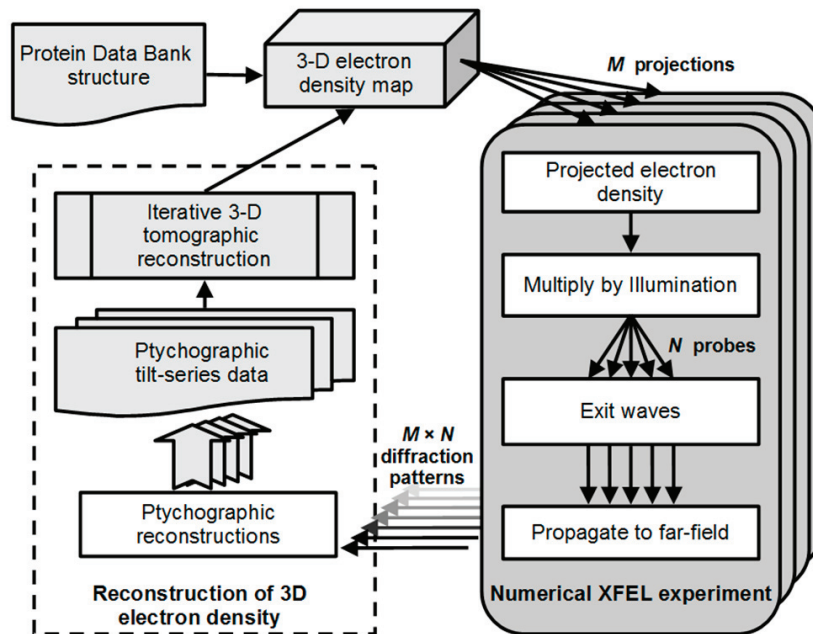 Protein Data Bank
structure
3-D electron
density map
M projections
Projected electron
density
Multiply by Illumination
N probes
Exit waves
Propagate to far-field
Numerical XFEL experiment
M × N
diffraction
patterns
Iterative 3-D
tomographic
reconstruction
Ptychographic
tilt-series data
Ptychographic
reconstructions
Reconstruction of 3D
electron density